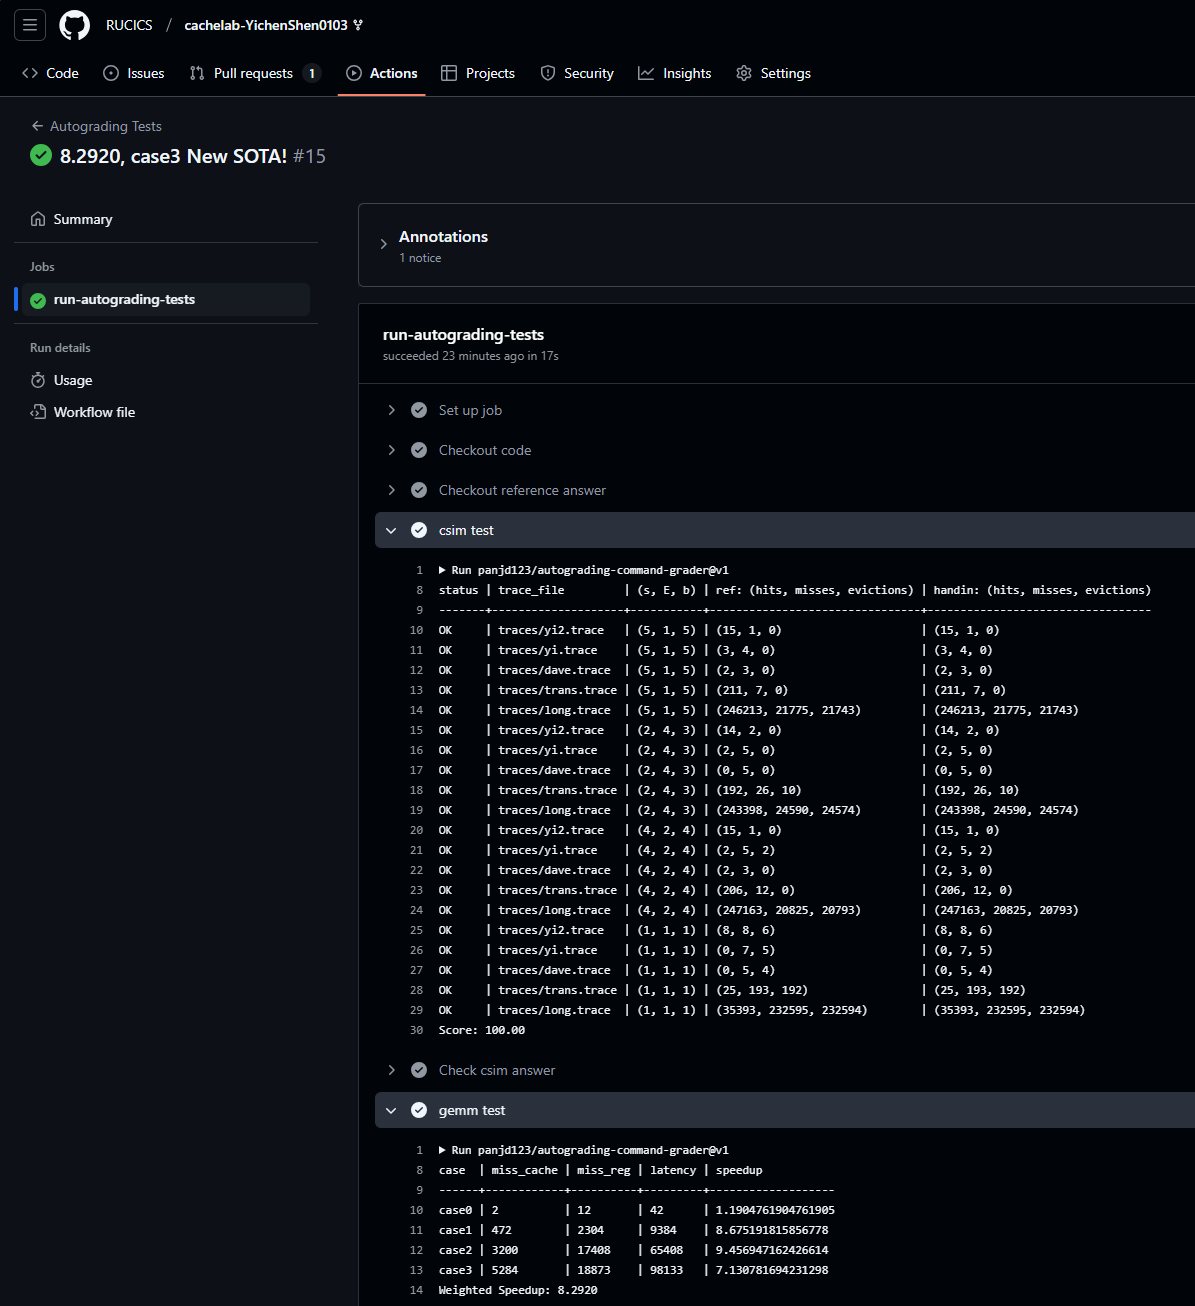 RUCICS / cachelab-YichenShen0103
Code Issues Pull requests 1 Actions Projects Security Insights Settings
Autograding Tests
8.2920, case3 New SOTA! #15
Summary
Jobs
run-autograding-tests
Run details
Usage
Workflow file
Annotations
1 notice
run-autograding-tests
succeeded 23 minutes ago in 17s
Set up job
Checkout code
Checkout reference answer
csim test
1 Run panjd123/autograding-command-grader@v1
8 status | trace_file | (s, E, b) | ref: (hits, misses, evictions) | handin: (hits, misses, evictions)
9 -------+--------------------+-----------+--------------------------------+----------------------------------
10 OK | traces/yi2.trace | (5, 1, 5) | (15, 1, 0) | (15, 1, 0)
11 OK | traces/yi.trace | (5, 1, 5) | (3, 4, 0) | (3, 4, 0)
12 OK | traces/dave.trace | (5, 1, 5) | (2, 3, 0) | (2, 3, 0)
13 OK | traces/trans.trace | (5, 1, 5) | (211, 7, 0) | (211, 7, 0)
14 OK | traces/long.trace | (5, 1, 5) | (246213, 21775, 21743) | (246213, 21775, 21743)
15 OK | traces/yi2.trace | (2, 4, 3) | (14, 2, 0) | (14, 2, 0)
16 OK | traces/yi.trace | (2, 4, 3) | (2, 5, 0) | (2, 5, 0)
17 OK | traces/dave.trace | (2, 4, 3) | (0, 5, 0) | (0, 5, 0)
18 OK | traces/trans.trace | (2, 4, 3) | (192, 26, 10) | (192, 26, 10)
19 OK | traces/long.trace | (2, 4, 3) | (243398, 24590, 24574) | (243398, 24590, 24574)
20 OK | traces/yi2.trace | (4, 2, 4) | (15, 1, 0) | (15, 1, 0)
21 OK | traces/yi.trace | (4, 2, 4) | (2, 5, 2) | (2, 5, 2)
22 OK | traces/dave.trace | (4, 2, 4) | (2, 3, 0) | (2, 3, 0)
23 OK | traces/trans.trace | (4, 2, 4) | (206, 12, 0) | (206, 12, 0)
24 OK | traces/long.trace | (4, 2, 4) | (247163, 20825, 20793) | (247163, 20825, 20793)
25 OK | traces/yi2.trace | (1, 1, 1) | (8, 8, 6) | (8, 8, 6)
26 OK | traces/yi.trace | (1, 1, 1) | (0, 7, 5) | (0, 7, 5)
27 OK | traces/dave.trace | (1, 1, 1) | (0, 5, 4) | (0, 5, 4)
28 OK | traces/trans.trace | (1, 1, 1) | (25, 193, 192) | (25, 193, 192)
29 OK | traces/long.trace | (1, 1, 1) | (35393, 232595, 232594) | (35393, 232595, 232594)
30 Score: 100.00
Check csim answer
gemm test
1 Run panjd123/autograding-command-grader@v1
8 case | miss_cache | miss_reg | latency | speedup
9 ------+------------+----------+---------+-------------------
10 case0 | 2 | 12 | 42 | 1.1904761904761905
11 case1 | 472 | 2304 | 9384 | 8.675191815856778
12 case2 | 3200 | 17408 | 65408 | 9.456947162426614
13 case3 | 5284 | 18873 | 98133 | 7.130781694231298
14 Weighted Speedup: 8.2920